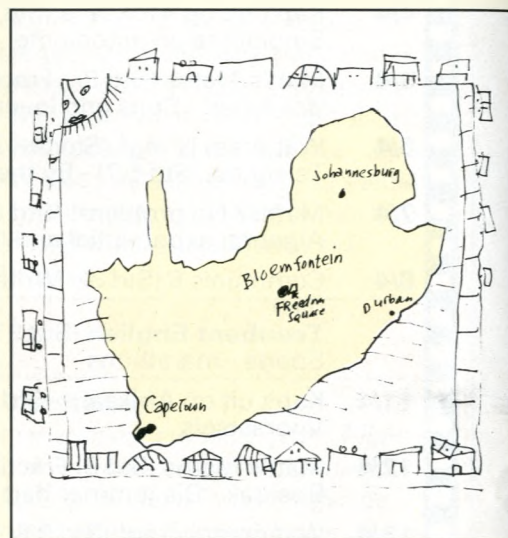 Johannesburg
Bloemfontein
Freedom
Square
Durban
Capetown